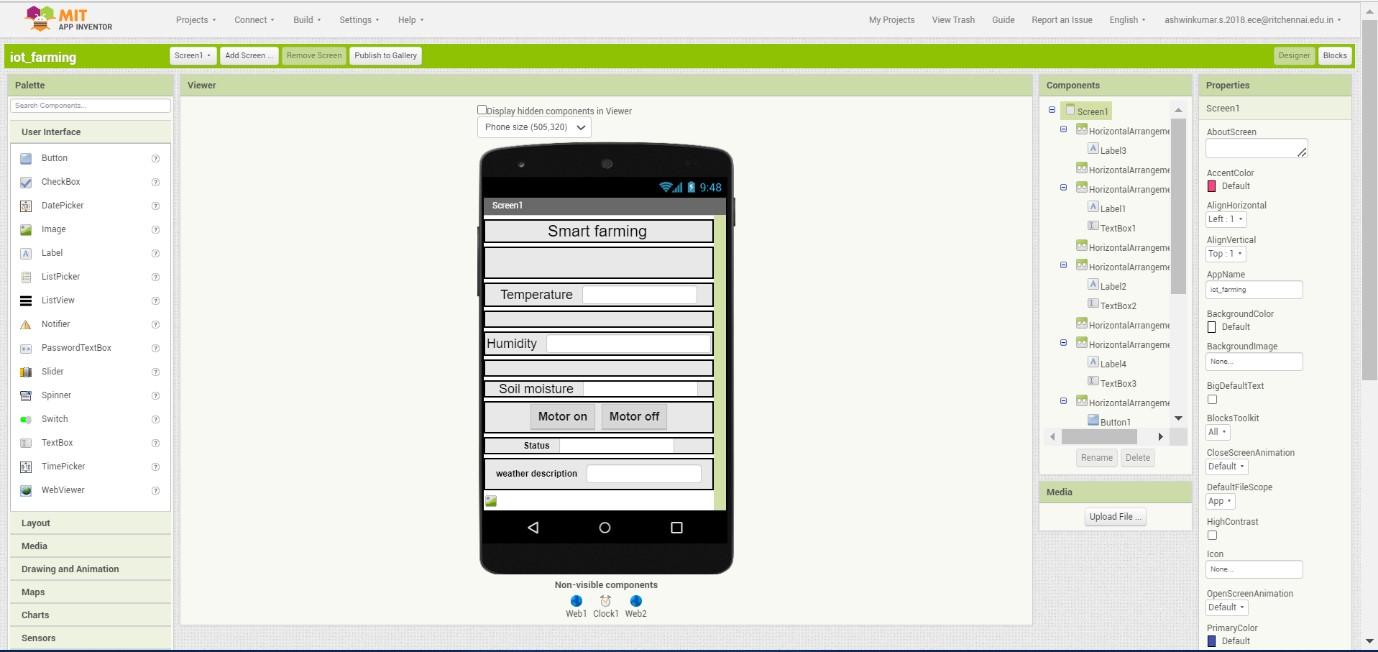 MIT
APP INVENTOR
Projects Connect Build Settings Help My Projects View Trash Guide Report an Issue English ashwinkumar.s.2018.ece@ritchennai.edu.in
iot_farming Screen1 Add Screen ... Remove Screen Publish to Gallery Designer Blocks
Palette
Search Components...
User Interface
Button
CheckBox
DatePicker
Image
Label
ListPicker
ListView
Notifier
PasswordTextBox
Slider
Spinner
Switch
TextBox
TimePicker
WebViewer
Layout
Media
Drawing and Animation
Maps
Charts
Sensors
Viewer
Display hidden components in Viewer
Phone size (505,320)
9:48
Screen1
Smart farming
Temperature
Humidity
Soil moisture
Motor on Motor off
Status
weather description
Non-visible components
Web1 Clock1 Web2
Components
Screen1
HorizontalArrangeme
Label3
HorizontalArrangeme
HorizontalArrangeme
Label1
TextBox1
HorizontalArrangeme
HorizontalArrangeme
Label2
TextBox2
HorizontalArrangeme
HorizontalArrangeme
Label4
TextBox3
HorizontalArrangeme
Button1
Rename Delete
Media
Upload File ...
Properties
Screen1
AboutScreen
AccentColor
Default
AlignHorizontal
Left : 1
AlignVertical
Top : 1
AppName
iot_farming
BackgroundColor
Default
BackgroundImage
None...
BigDefaultText
BlocksToolkit
All
CloseScreenAnimation
Default
DefaultFileScope
App
HighContrast
Icon
None...
OpenScreenAnimation
Default
PrimaryColor
Default